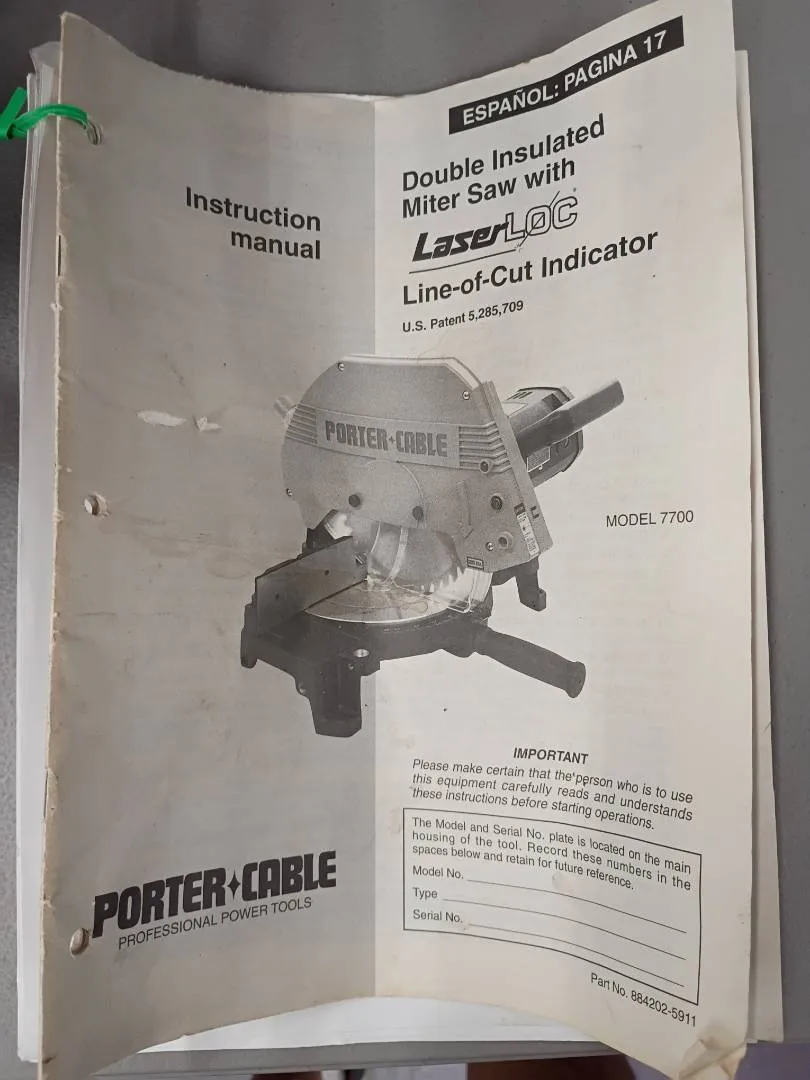 ESPAÑOL: PAGINA 17
Instruction
manual
Double Insulated
Miter Saw with
LaserLOC
Line-of-Cut Indicator
U.S. Patent 5,285,709
PORTER+CABLE
MODEL 7700
IMPORTANT
Please make certain that the person who is to use
this equipment carefully reads and understands
these instructions before starting operations.
The Model and Serial No. plate is located on the main
housing of the tool. Record these numbers in the
spaces below and retain for future reference.
Model No.
Type
Serial No.
PORTER+CABLE
PROFESSIONAL POWER TOOLS
Part No. 884202-5911